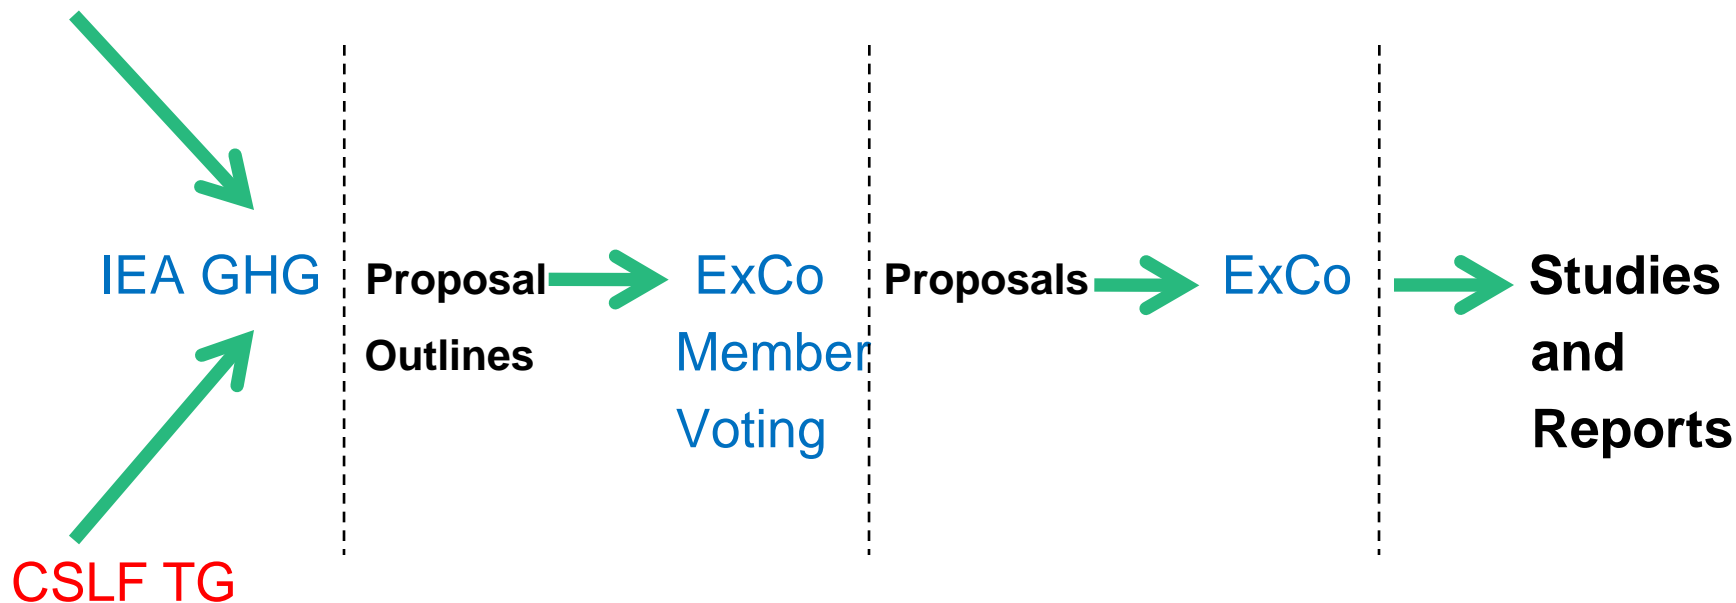 IEA GHG
Proposal
Outlines
ExCo
Member
Voting
Proposals
ExCo
Studies
and
Reports
CSLF TG